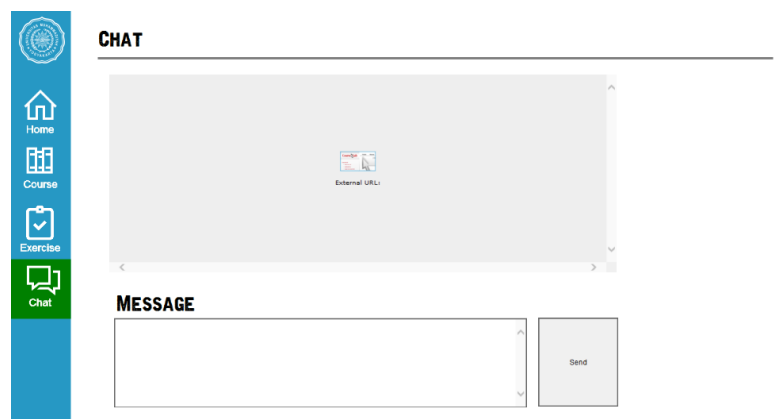 CHAT
Home
Course
Exercise
Chat
External URL:
MESSAGE
Send